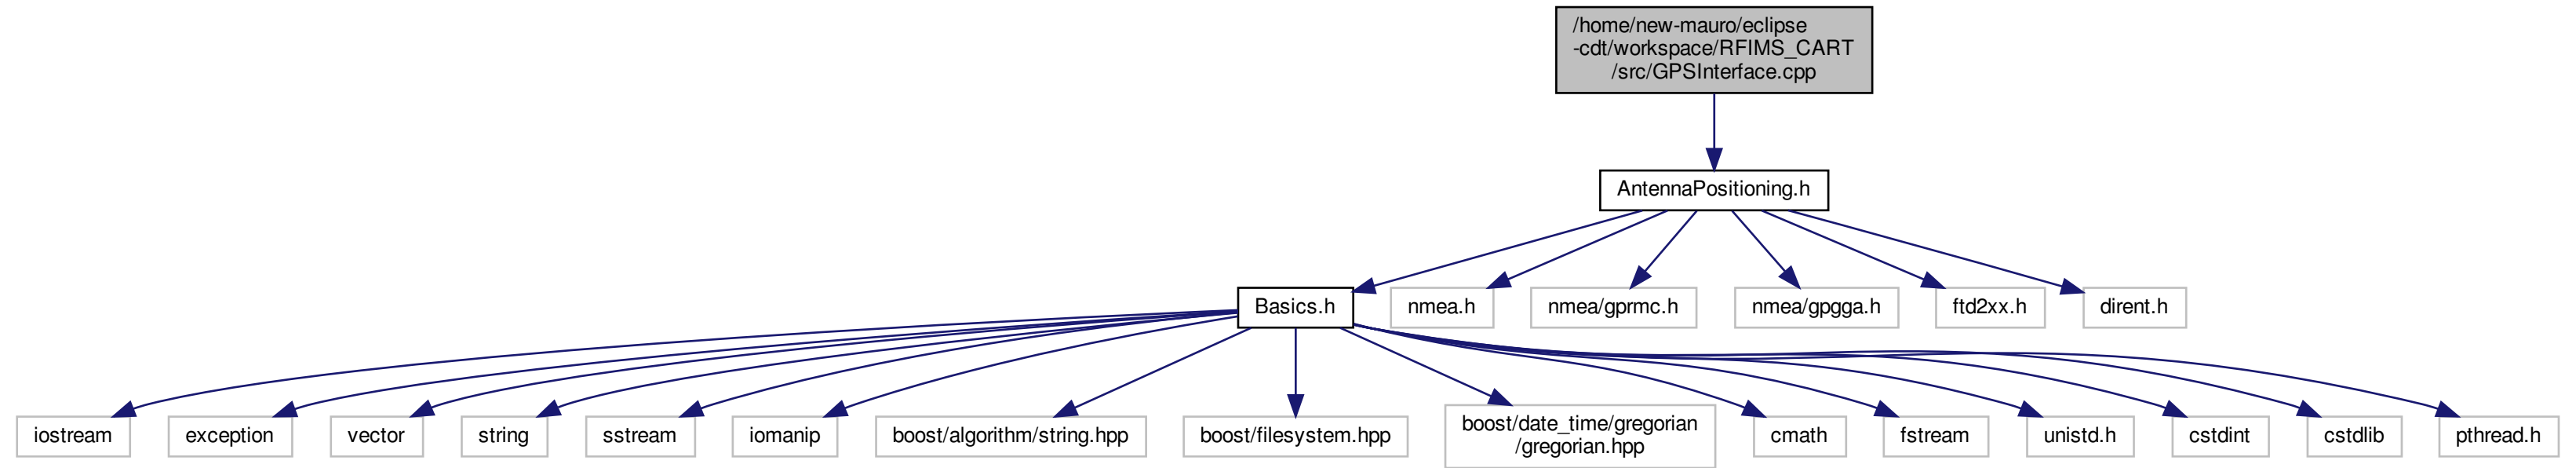 /home/new-mauro/eclipse
-cdt/workspace/RFIMS_CART
/src/GPSInterface.cpp
AntennaPositioning.h
Basics.h
nmea.h
nmea/gprmc.h
nmea/gpgga.h
ftd2xx.h
dirent.h
iostream
exception
vector
string
sstream
iomanip
boost/algorithm/string.hpp
boost/filesystem.hpp
boost/date_time/gregorian
/gregorian.hpp
cmath
fstream
unistd.h
cstdint
cstdlib
pthread.h